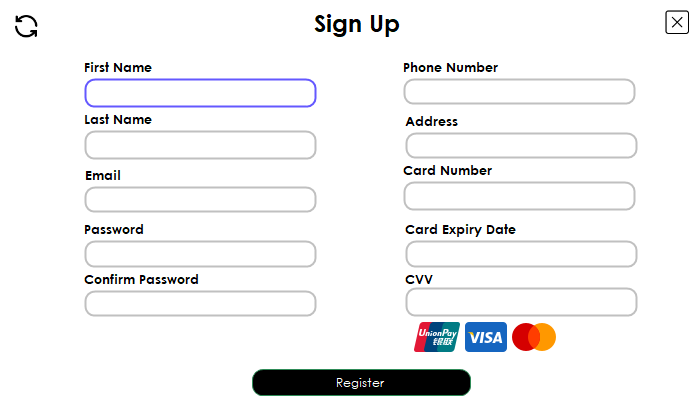 Sign Up
First Name
Phone Number
Last Name
Address
Email
Card Number
Password
Card Expiry Date
Confirm Password
CVV
UnionPay
银联
VISA
Register